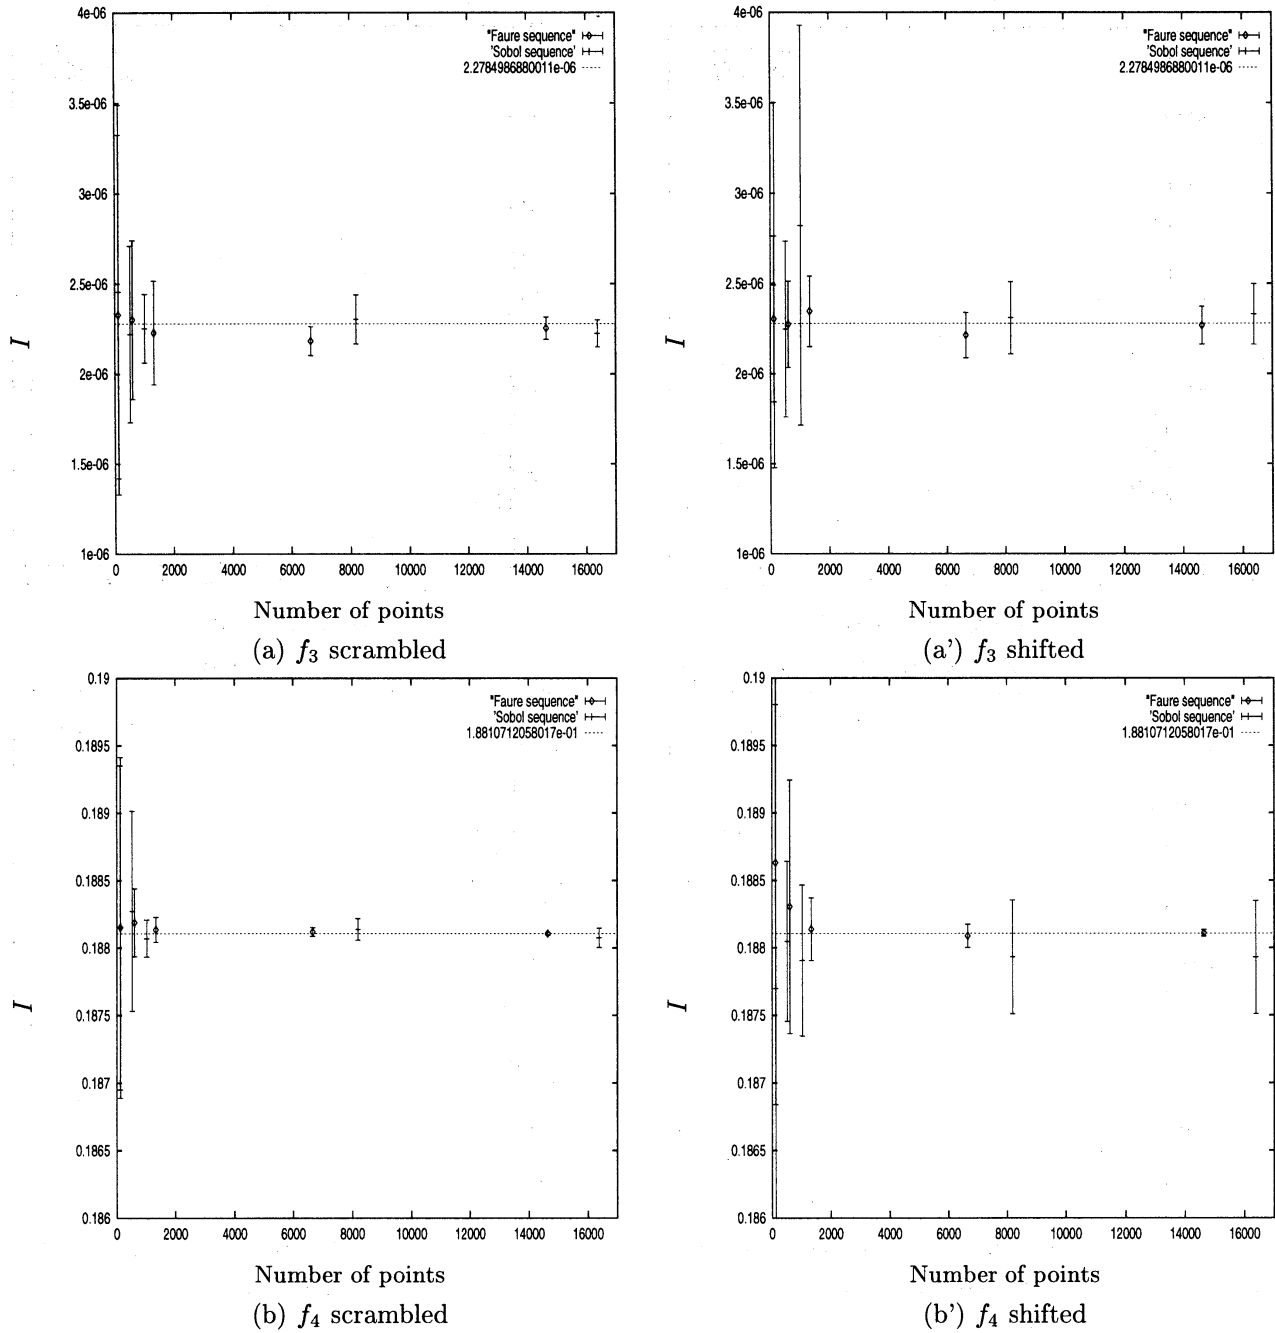 4e-06
3.5e-06
3e-06
2.5e-06
2e-06
1.5e-06
1e-06
I
"Faure sequence"
'Sobol sequence'
2.2784986880011e-06
0 2000 4000 6000 8000 10000 12000 14000 16000
Number of points
(a) f3 scrambled
4e-06
3.5e-06
3e-06
2.5e-06
2e-06
1.5e-06
1e-06
I
"Faure sequence"
'Sobol sequence'
2.2784986880011e-06
0 2000 4000 6000 8000 10000 12000 14000 16000
Number of points
(a') f3 shifted
0.19
0.1895
0.189
0.1885
0.188
0.1875
0.187
0.1865
0.186
I
"Faure sequence"
'Sobol sequence'
1.8810712058017e-01
0 2000 4000 6000 8000 10000 12000 14000 16000
Number of points
(b) f4 scrambled
0.19
0.1895
0.189
0.1885
0.188
0.1875
0.187
0.1865
0.186
I
"Faure sequence"
'Sobol sequence'
1.8810712058017e-01
0 2000 4000 6000 8000 10000 12000 14000 16000
Number of points
(b') f4 shifted